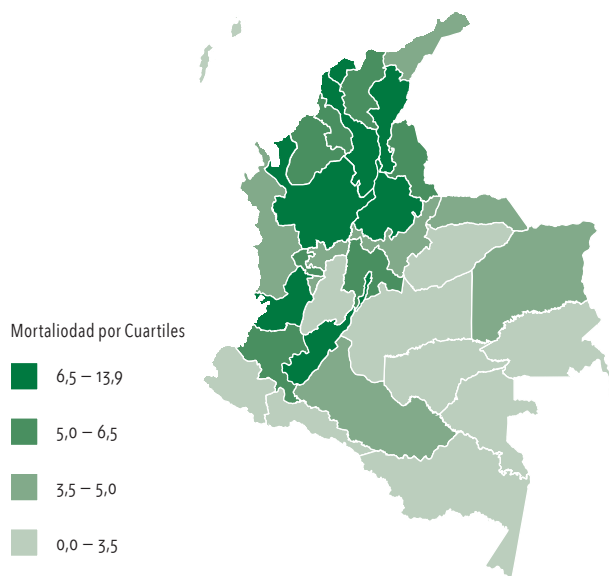 Mortaliodad por Cuartiles
6,5 – 13,9
5,0 – 6,5
3,5 – 5,0
0,0 – 3,5